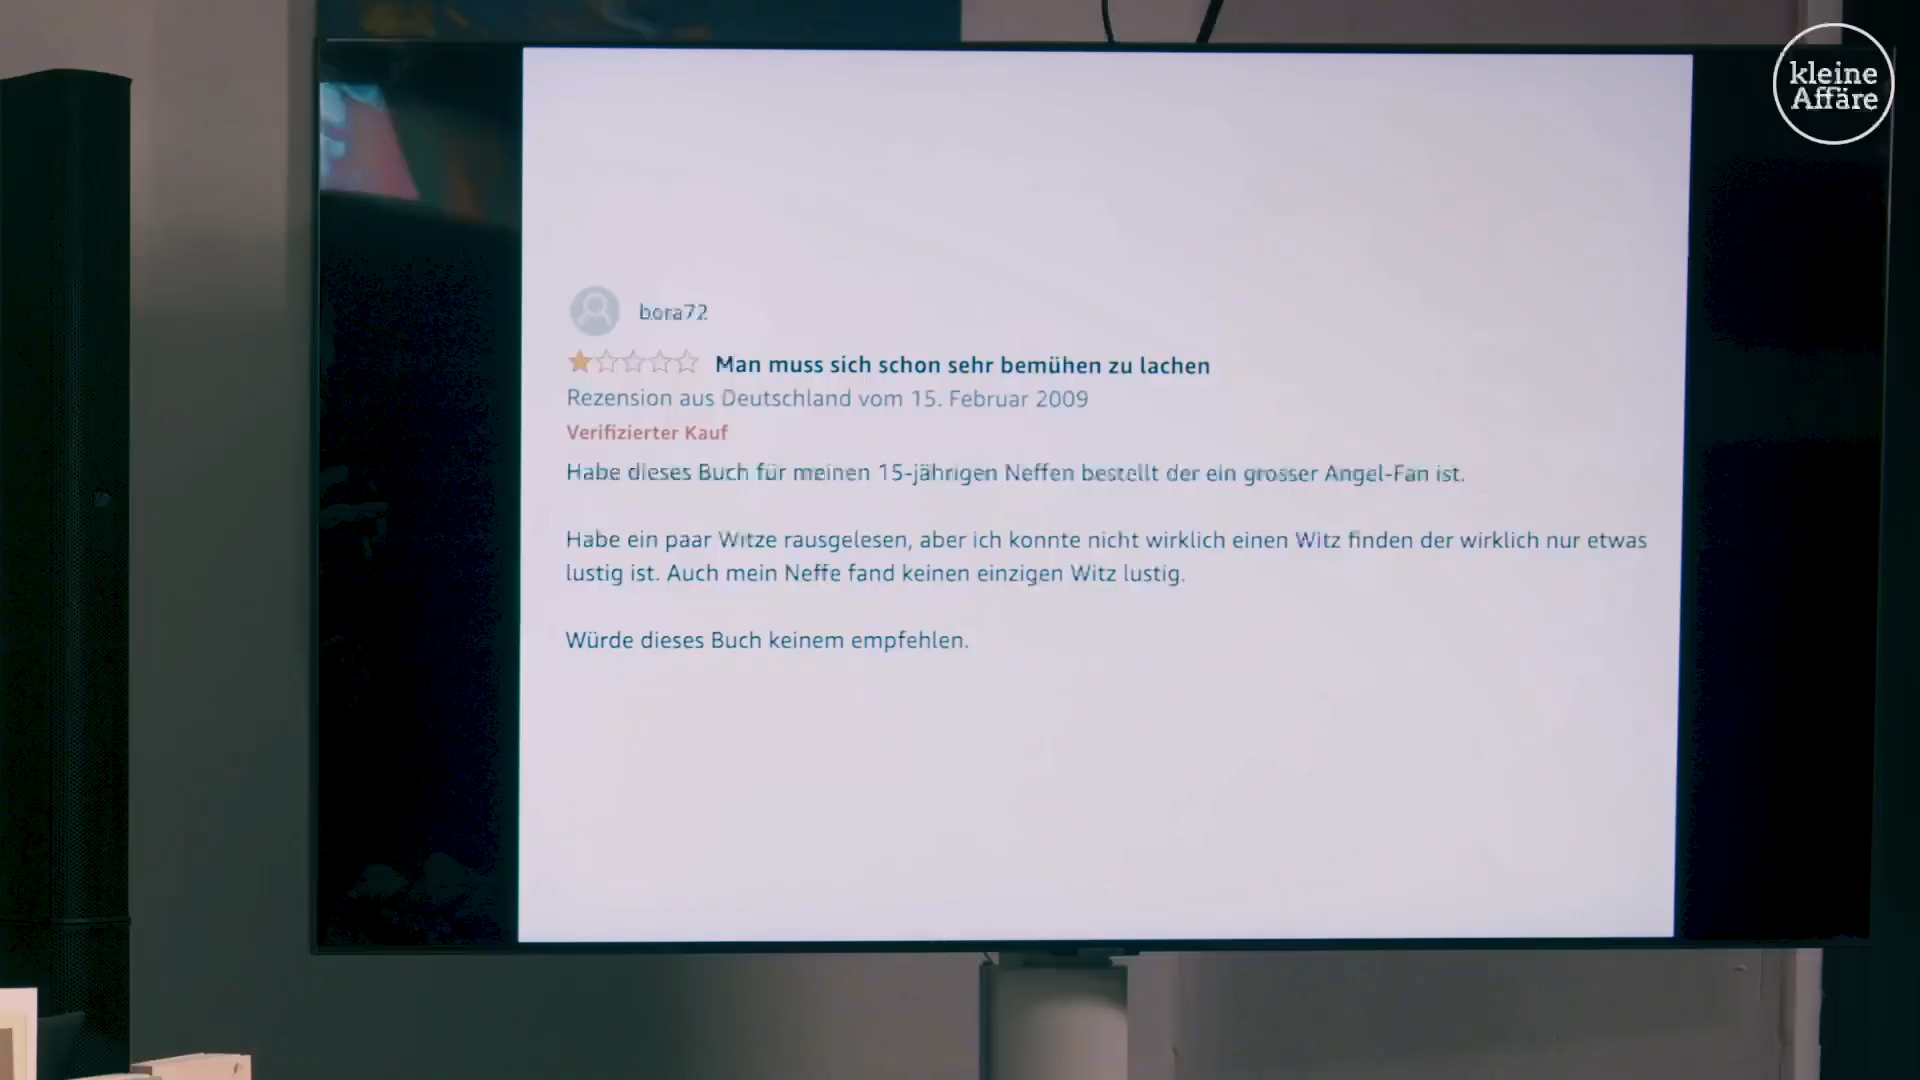 kleine
Affäre
bora72
Man muss sich schon sehr bemühen zu lachen
Rezension aus Deutschland vom 15. Februar 2009
Verifizierter Kauf
Habe dieses Buch für meinen 15-jährigen Neffen bestellt der ein grosser Angel-Fan ist.
Habe ein paar Witze rausgelesen, aber ich konnte nicht wirklich einen Witz finden der wirklich nur etwas
lustig ist. Auch mein Neffe fand keinen einzigen Witz lustig.
Würde dieses Buch keinem empfehlen.